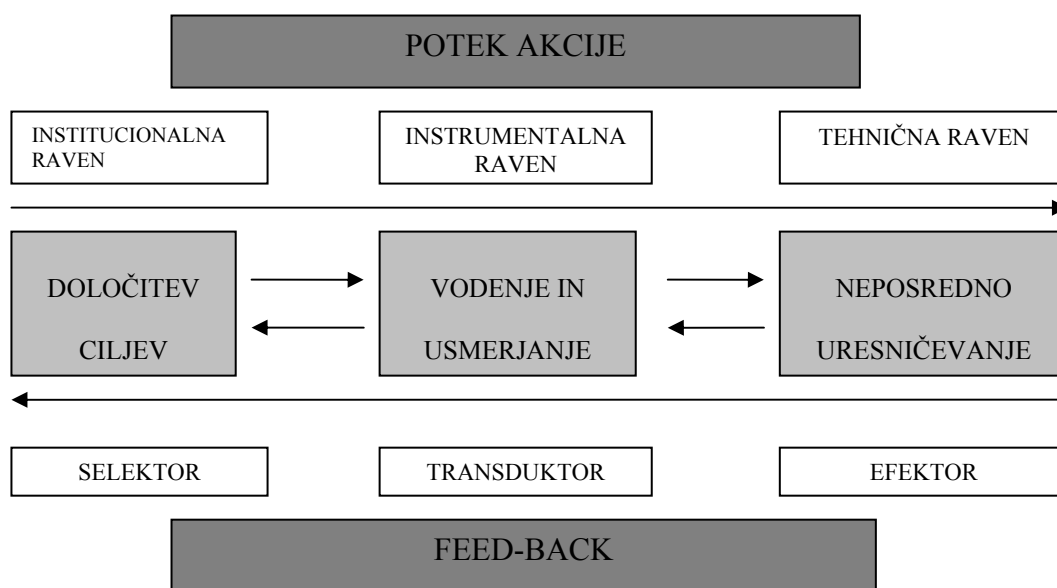 POTEK AKCIJE
INSTITUCIONALNA
RAVEN
INSTRUMENTALNA
RAVEN
TEHNIČNA RAVEN
DOLOČITEV
CILJEV
VODENJE IN
USMERJANJE
NEPOSREDNO
URESNIČEVANJE
SELEKTOR
TRANSDUKTOR
EFEKTOR
FEED-BACK